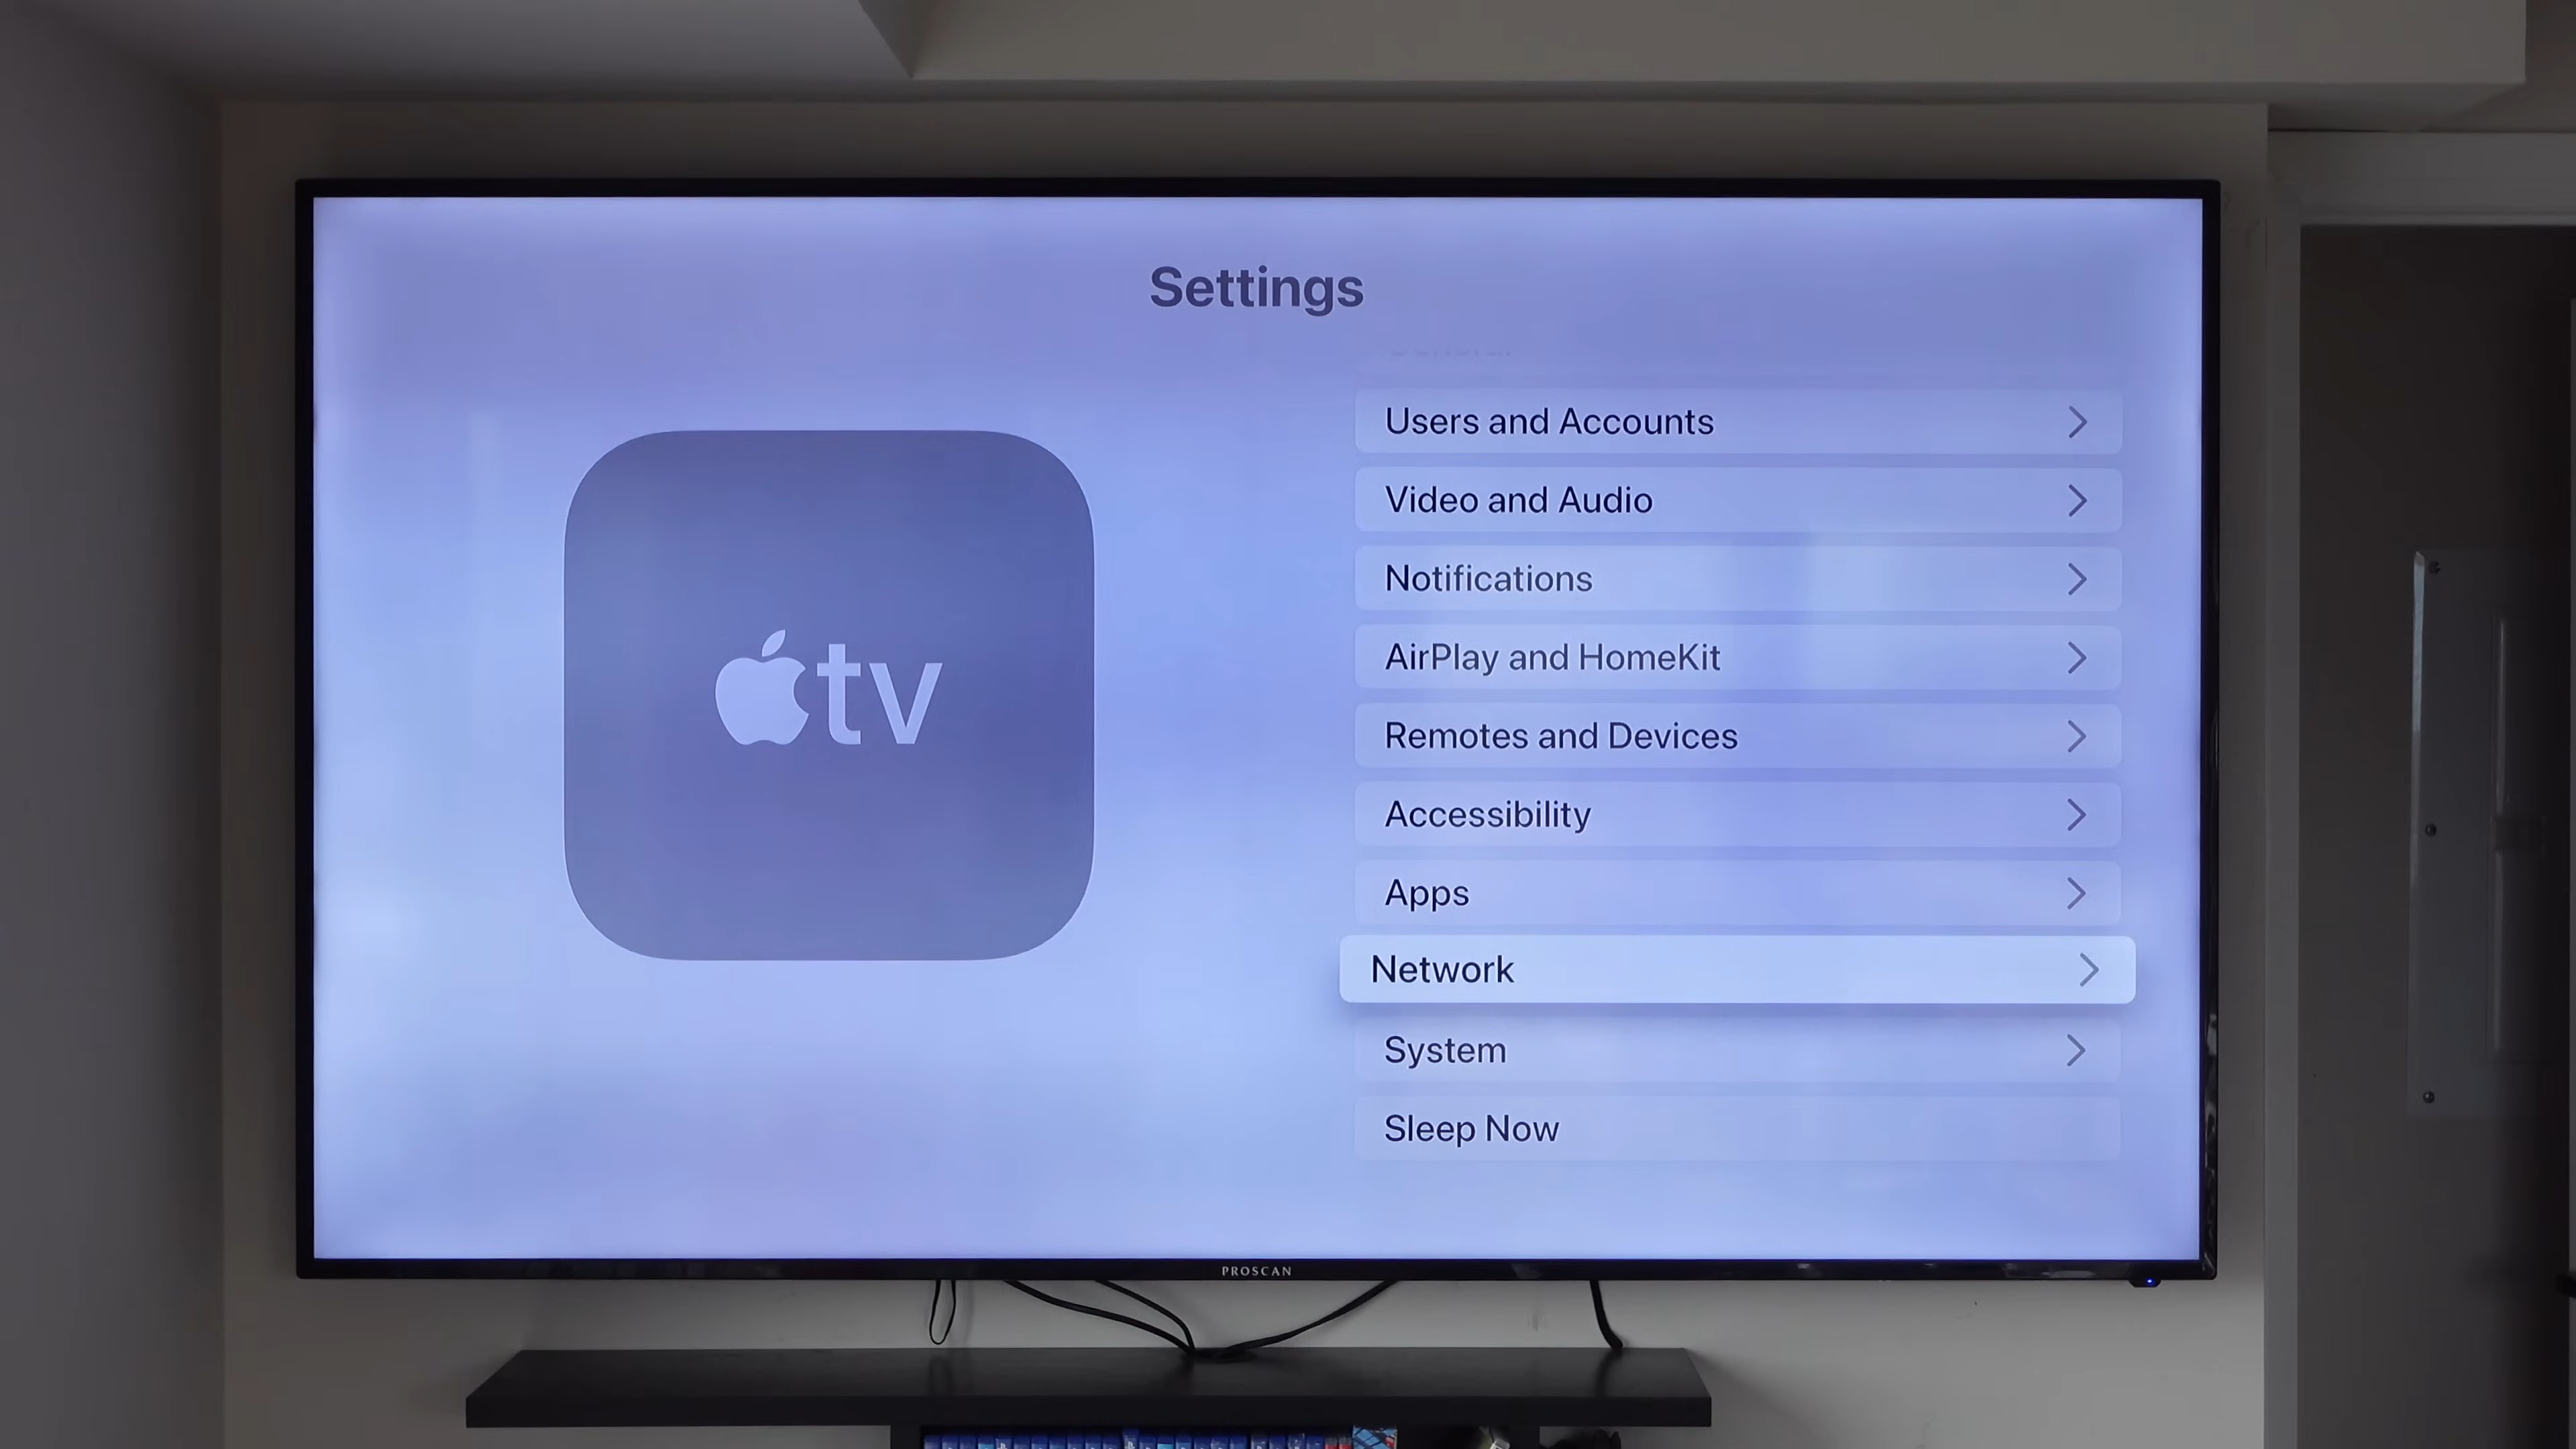 Settings
Users and Accounts
Video and Audio
Notifications
AirPlay and HomeKit
tv
Remotes and Devices
Accessibility
Apps
Network
System
Sleep Now
PROSCAN